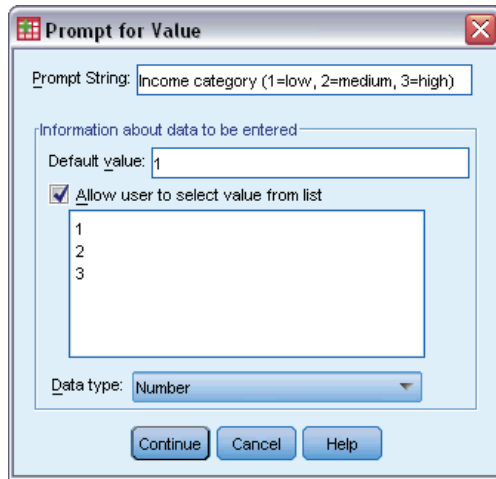 Prompt for Value
Prompt String: Income category (1=low, 2=medium, 3=high)
Information about data to be entered
Default value: 1
Allow user to select value from list
1
2
3
Data type: Number
Continue Cancel Help